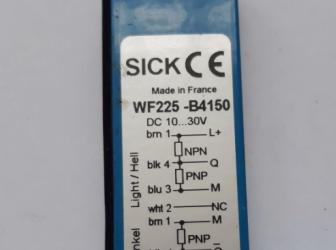 SICK CE
Made in France
WF225 -B4150
DC 10...30V
brn 1 L+
NPN
blk 4 Q
PNP
blu 3 M
wht 2 NC
brn 1 M
PNP
Light / Hell